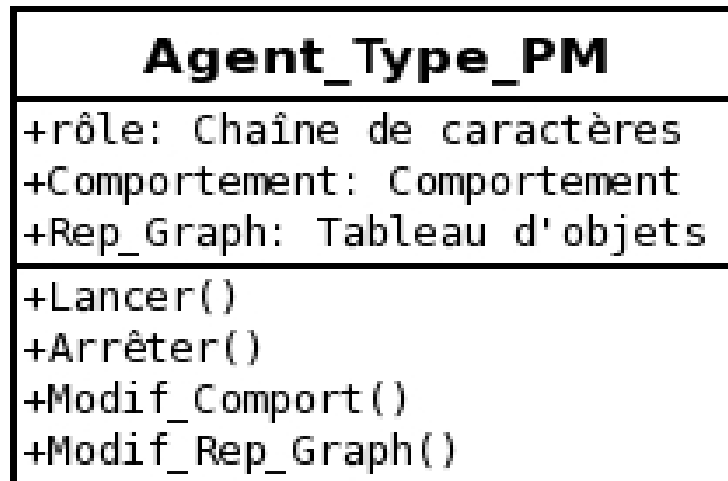 Agent_Type_PM
+rôle: Chaîne de caractères
+Comportement: Comportement
+Rep_Graph: Tableau d'objets
+Lancer()
+Arrêter()
+Modif_Comport()
+Modif_Rep_Graph()